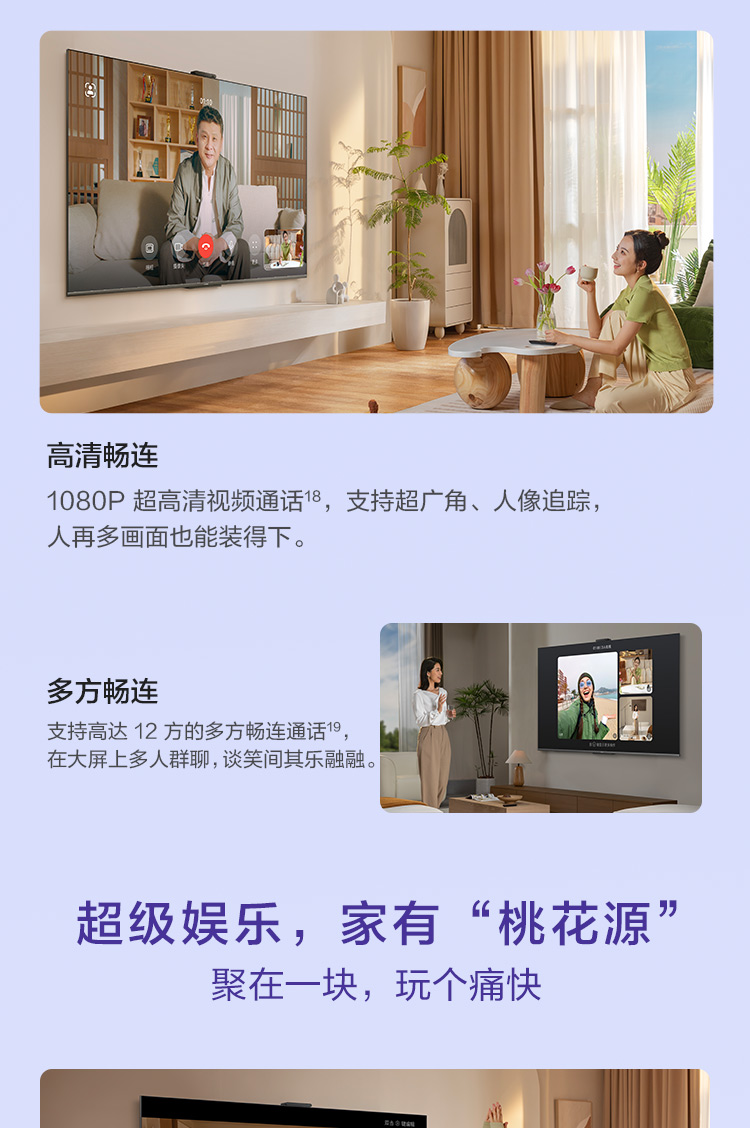 高清畅连
1080P 超高清视频通话18，支持超广角、人像追踪，
人再多画面也能装得下。
多方畅连
支持高达 12 方的多方畅连通话19，
在大屏上多人群聊，谈笑间其乐融融。
超级娱乐，家有“桃花源”
聚在一块，玩个痛快